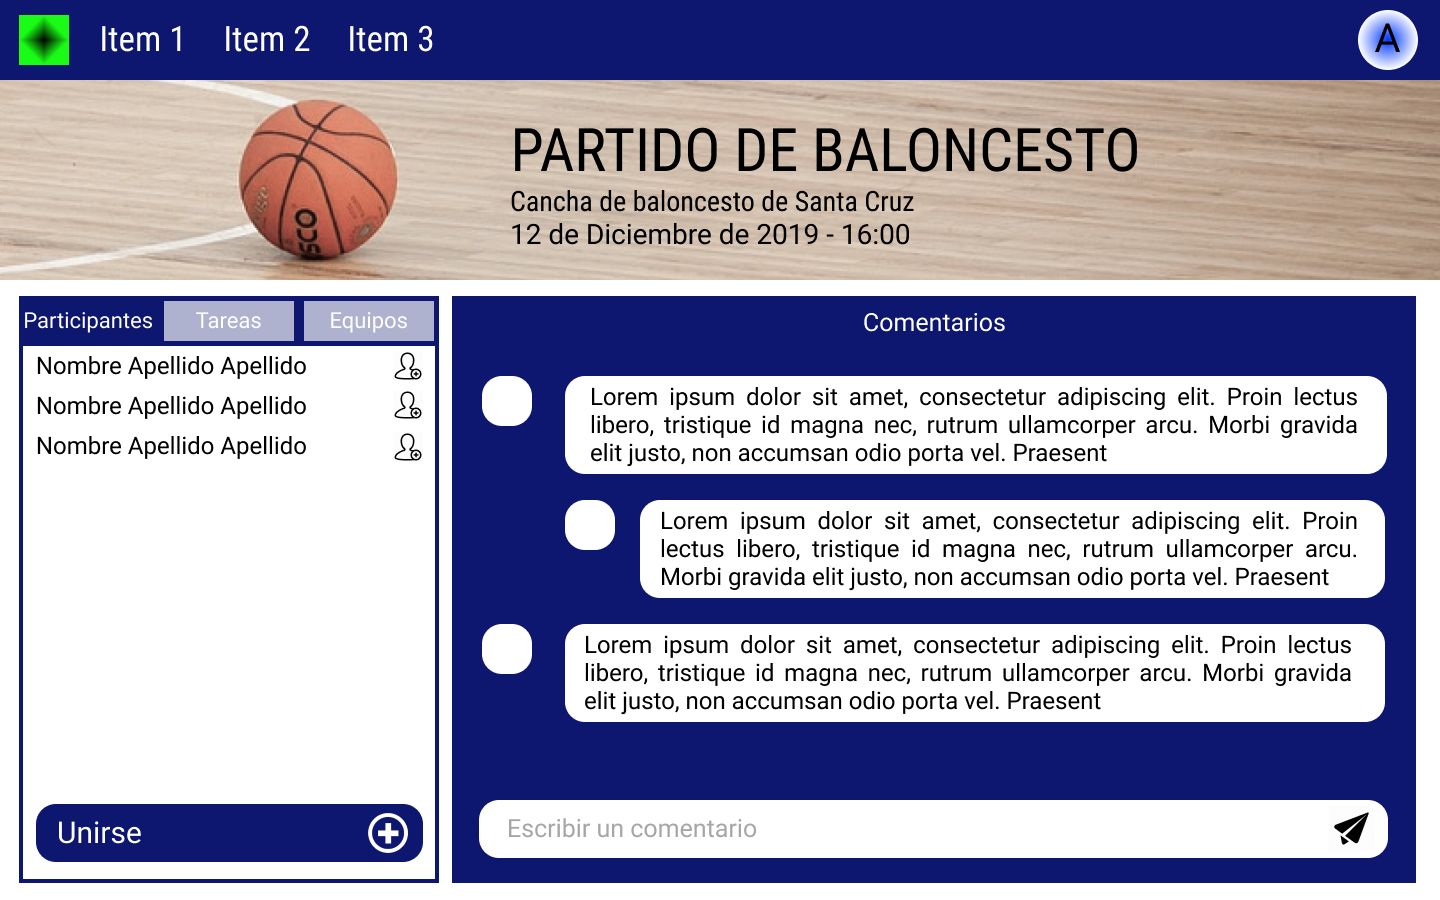 Item 1 Item 2 Item 3
A
PARTIDO DE BALONCESTO
Cancha de baloncesto de Santa Cruz
12 de Diciembre de 2019 - 16:00
SCO
Participantes Tareas Equipos
Nombre Apellido Apellido
Nombre Apellido Apellido
Nombre Apellido Apellido
Unirse
Comentarios
Lorem ipsum dolor sit amet, consectetur adipiscing elit. Proin lectus
libero, tristique id magna nec, rutrum ullamcorper arcu. Morbi gravida
elit justo, non accumsan odio porta vel. Praesent
Lorem ipsum dolor sit amet, consectetur adipiscing elit. Proin
lectus libero, tristique id magna nec, rutrum ullamcorper arcu.
Morbi gravida elit justo, non accumsan odio porta vel. Praesent
Lorem ipsum dolor sit amet, consectetur adipiscing elit. Proin lectus
libero, tristique id magna nec, rutrum ullamcorper arcu. Morbi gravida
elit justo, non accumsan odio porta vel. Praesent
Escribir un comentario